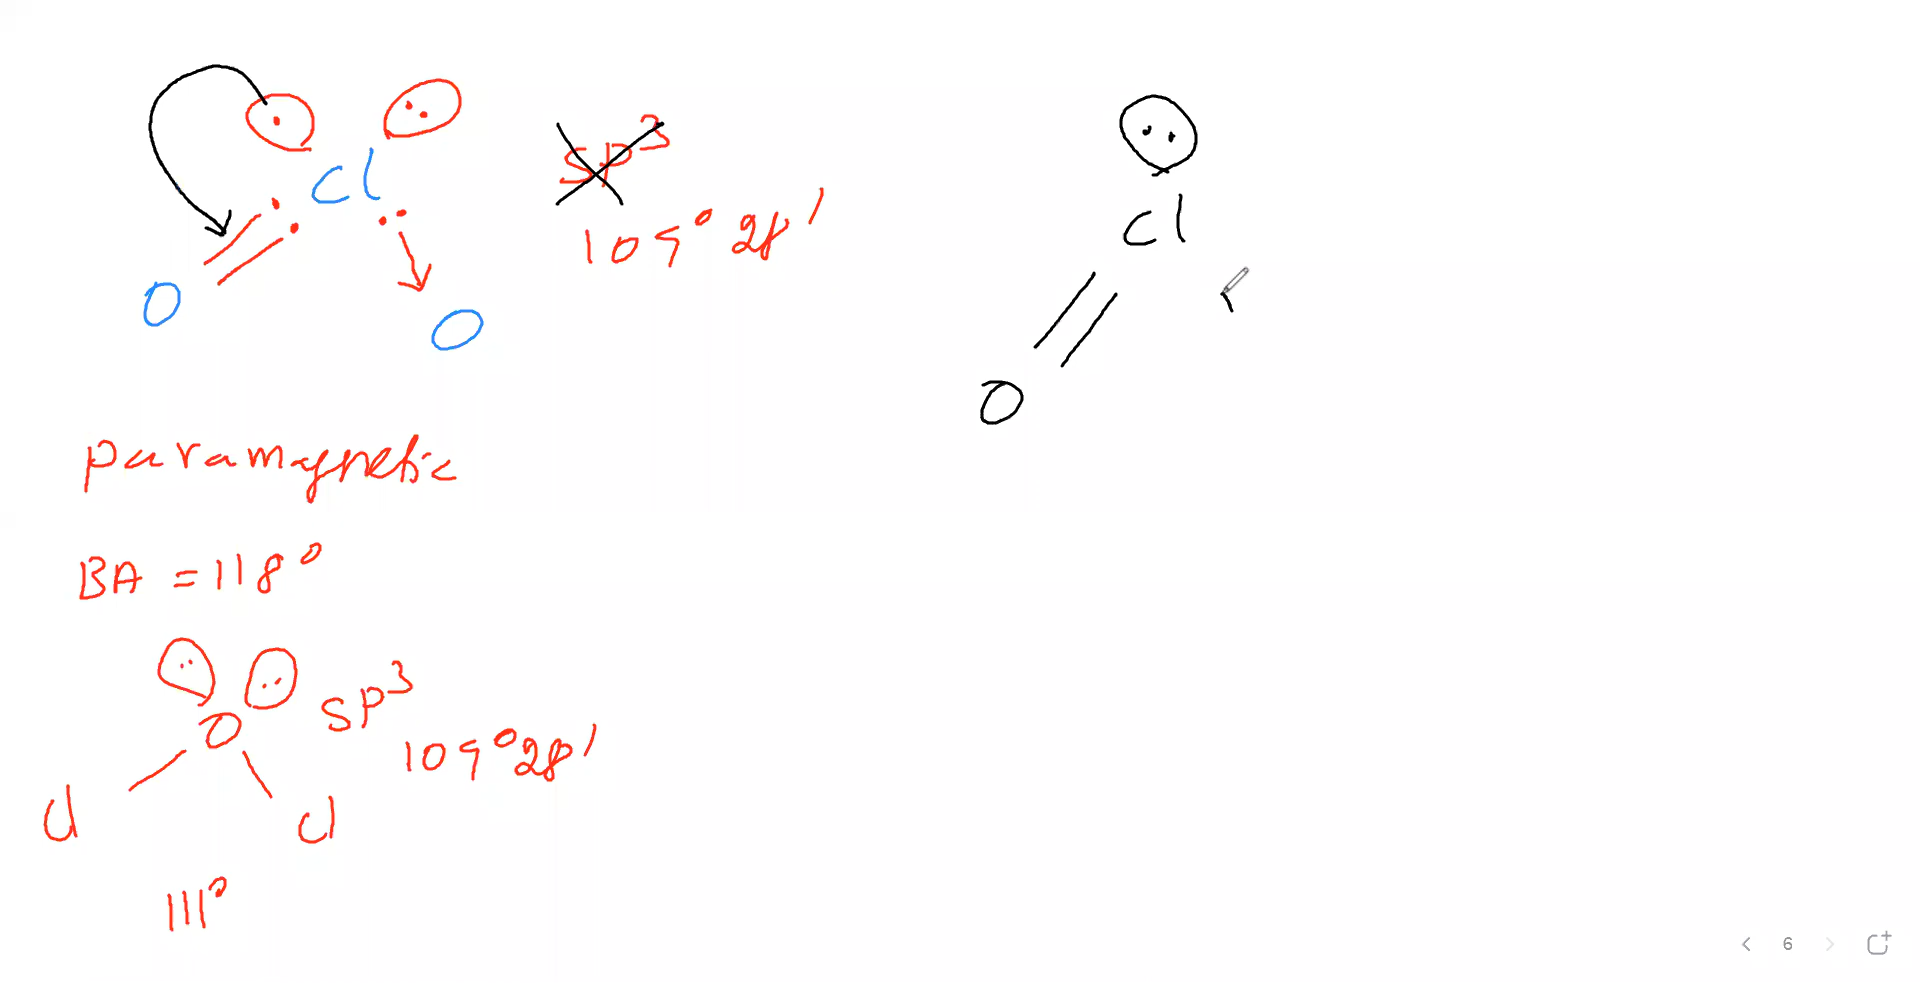 Cl
O
O
SP³
109° 28'
Cl
O
paramagnetic
BA = 118°
O
SP³
109° 28'
Cl
Cl
111°
6